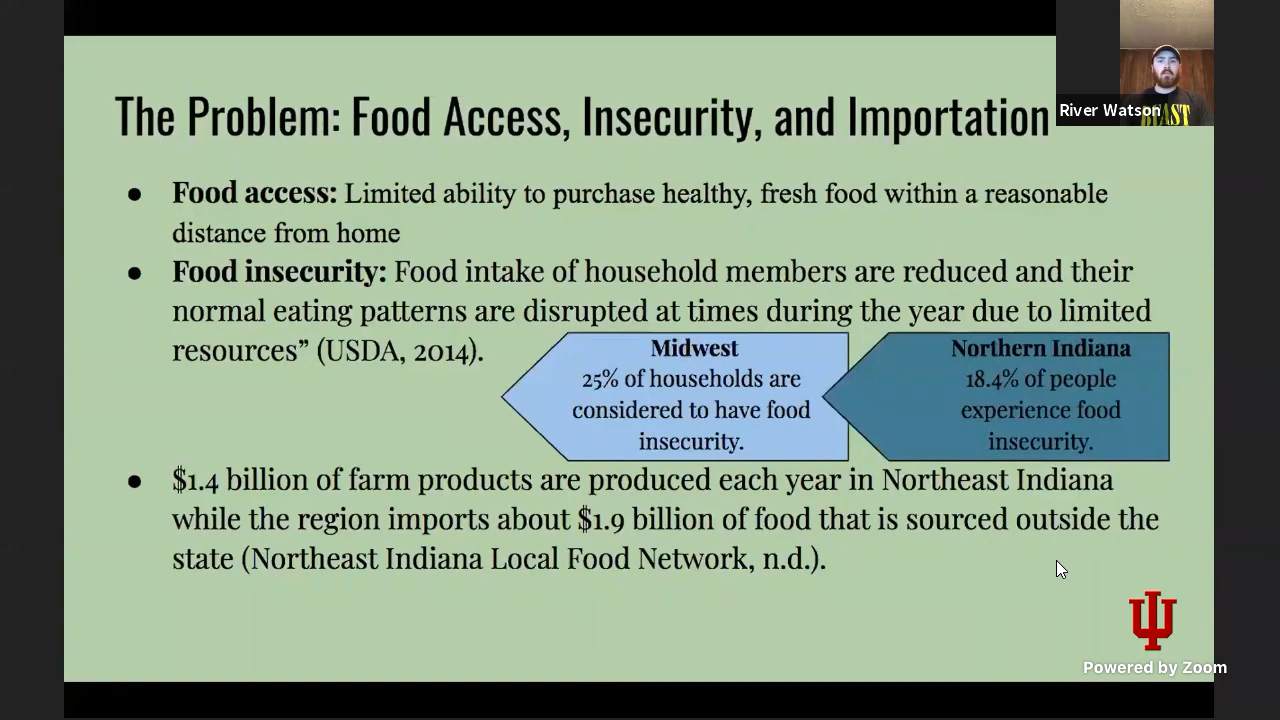 The Problem: Food Access, Insecurity, and Importation
River Watson
● Food access: Limited ability to purchase healthy, fresh food within a reasonable
distance from home
● Food insecurity: Food intake of household members are reduced and their
normal eating patterns are disrupted at times during the year due to limited
resources” (USDA, 2014).
Midwest
25% of households are
considered to have food
insecurity.
Northern Indiana
18.4% of people
experience food
insecurity.
● $1.4 billion of farm products are produced each year in Northeast Indiana
while the region imports about $1.9 billion of food that is sourced outside the
state (Northeast Indiana Local Food Network, n.d.).
Powered by Zoom